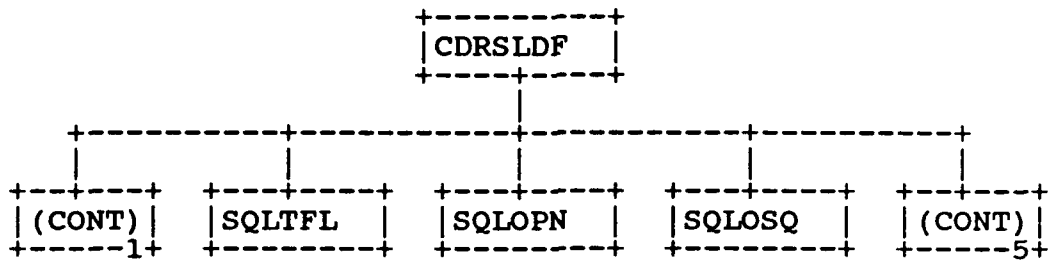 CDRSLDF
(CONT) SQLTFL SQLOPN SQLOSQ (CONT)
1 5